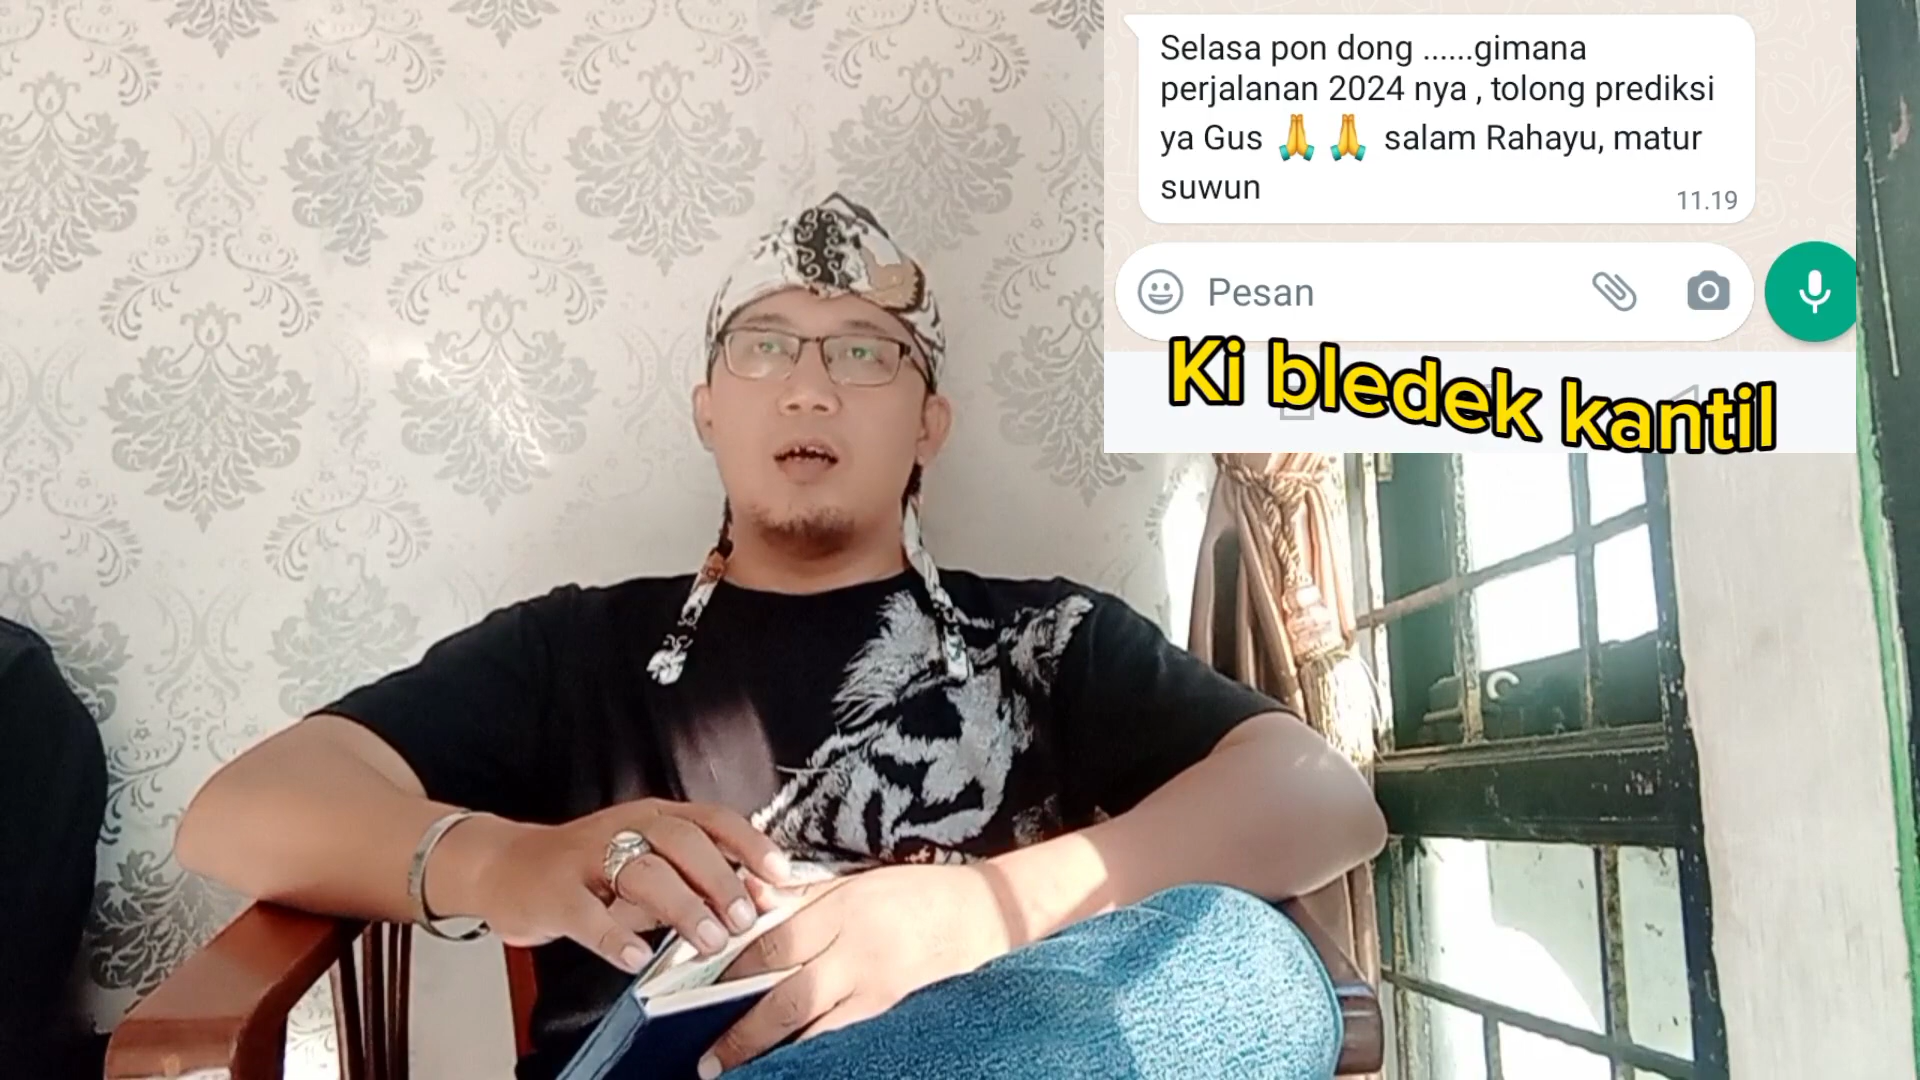 Selasa pon dong ......gimana
perjalanan 2024 nya , tolong prediksi
ya Gus 🙏🙏 salam Rahayu, matur
suwun
11.19
Pesan
Ki bledek kantil